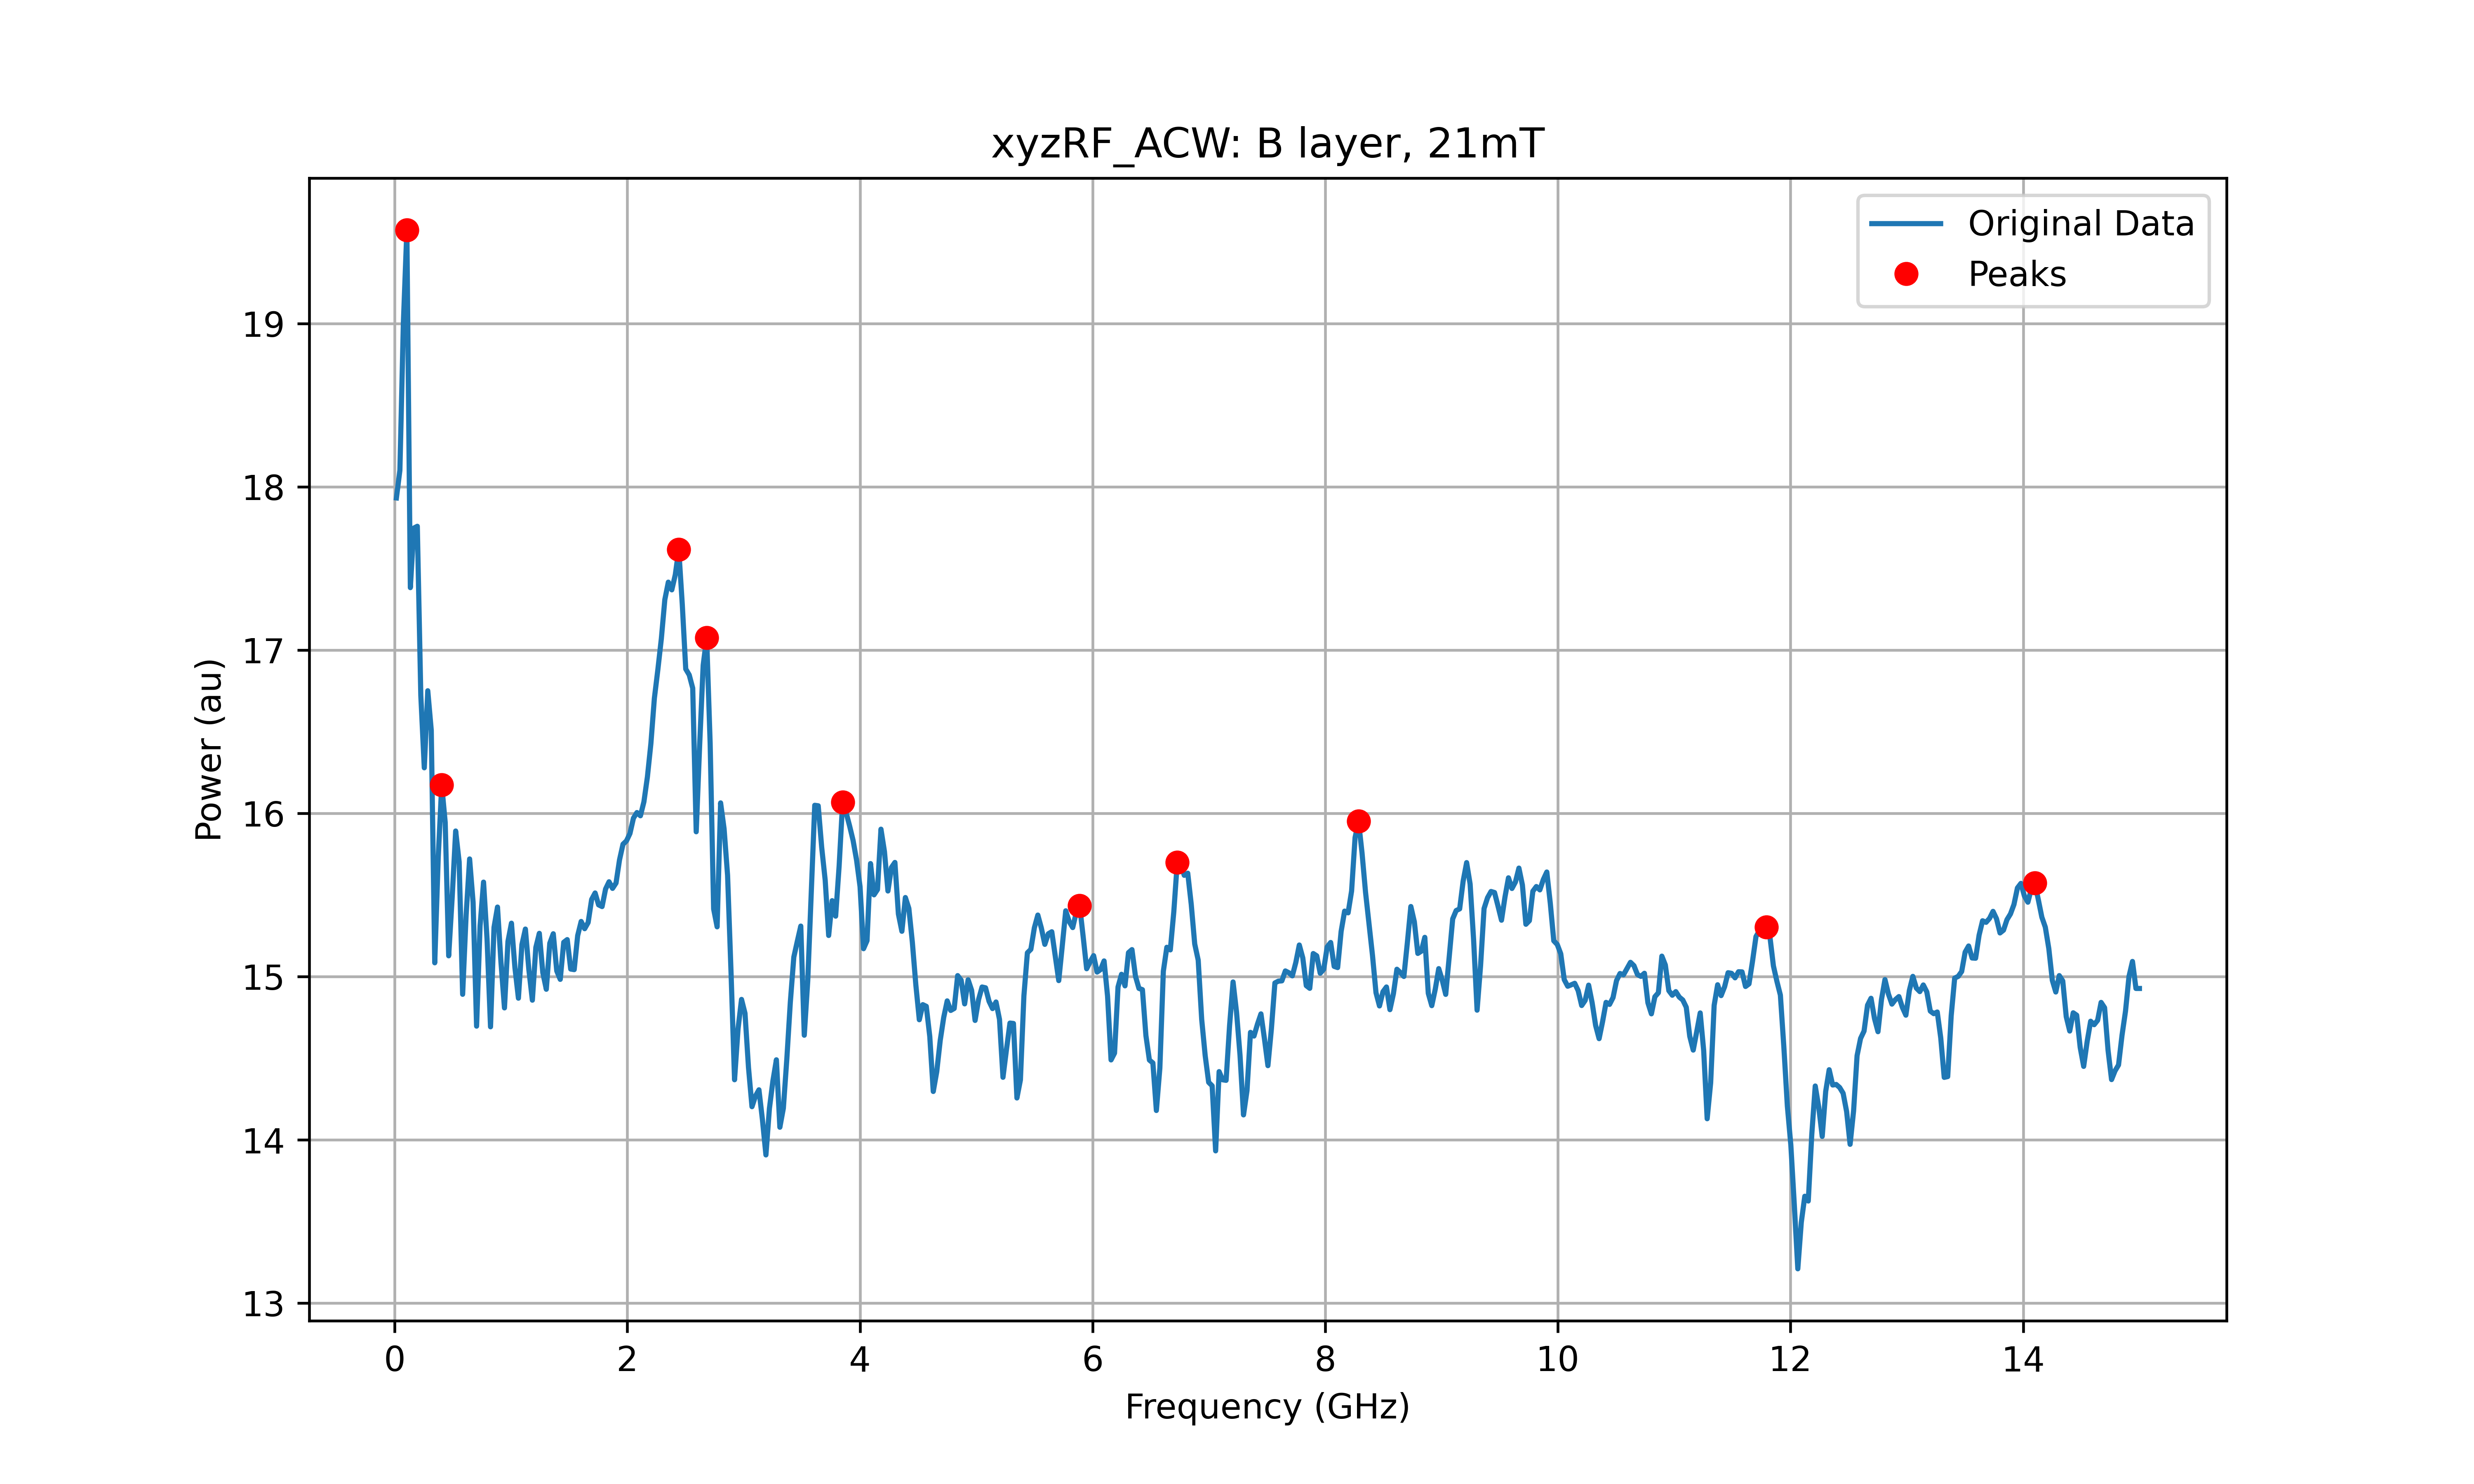 xyzRF_ACW: B layer, 21mT
Original Data
Peaks
19
18
17
16
15
14
13
Power (au)
0 2 4 6 8 10 12 14
Frequency (GHz)